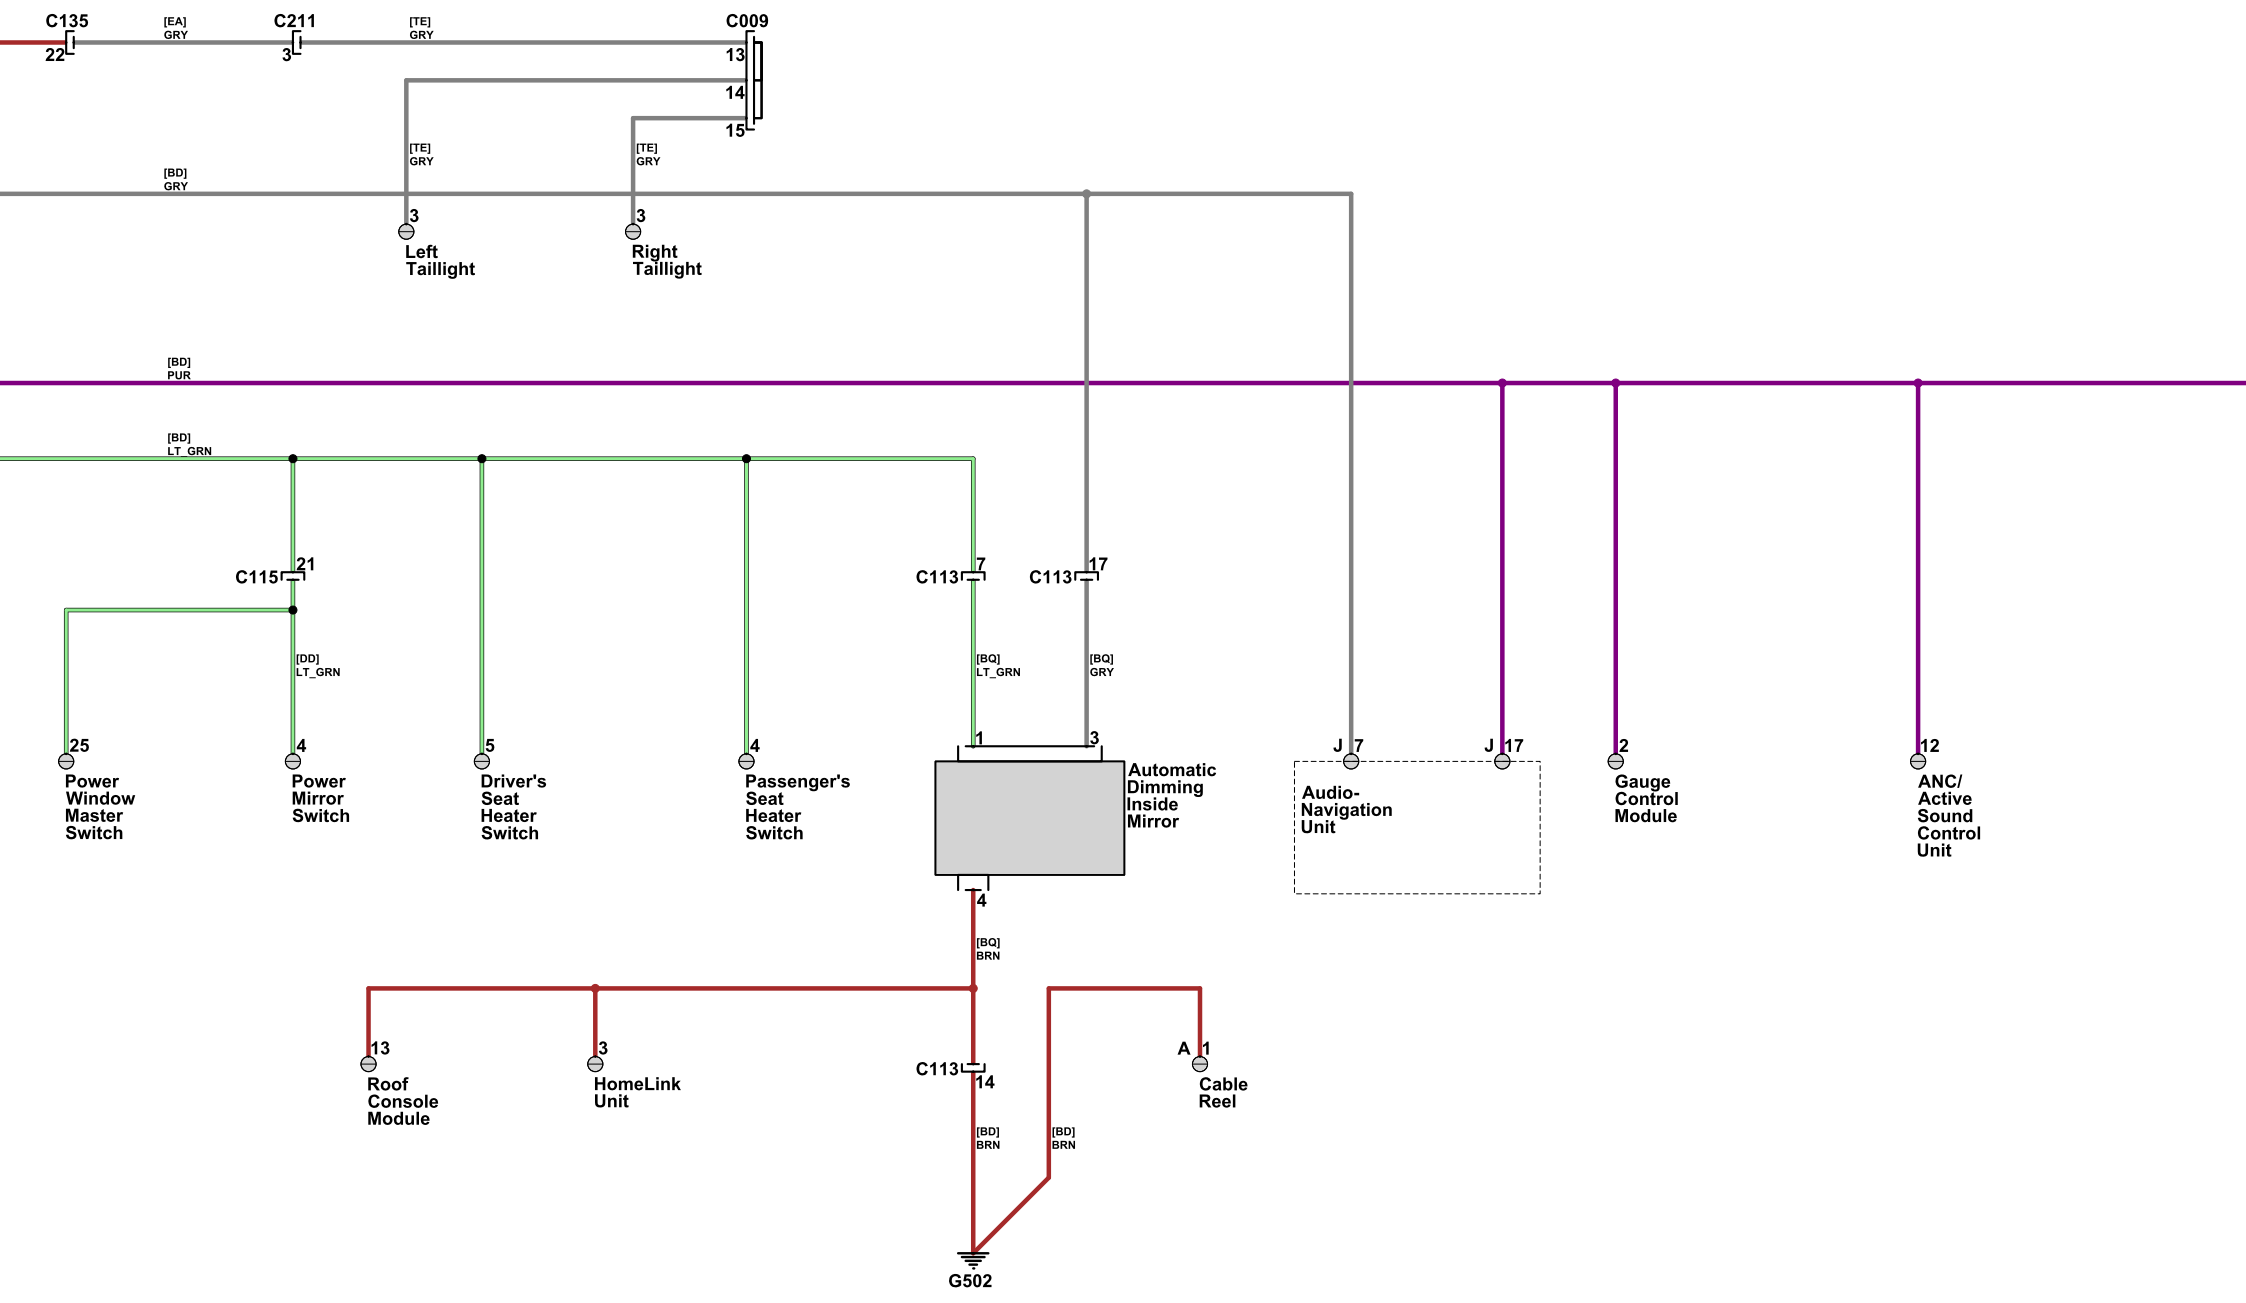 C135
[EA]
GRY
C211
[TE]
GRY
C009
22
3
13
14
15
[TE]
GRY
[TE]
GRY
[BD]
GRY
3
Left
Taillight
3
Right
Taillight
[BD]
PUR
[BD]
LT_GRN
C115
21
C113
7
C113
17
[DD]
LT_GRN
[BQ]
LT_GRN
[BQ]
GRY
25
Power
Window
Master
Switch
4
Power
Mirror
Switch
5
Driver's
Seat
Heater
Switch
4
Passenger's
Seat
Heater
Switch
1
3
Automatic
Dimming
Inside
Mirror
J 7
J 17
Audio-
Navigation
Unit
2
Gauge
Control
Module
12
ANC/
Active
Sound
Control
Unit
4
[BQ]
BRN
13
Roof
Console
Module
3
HomeLink
Unit
C113
14
A 1
Cable
Reel
[BD]
BRN
[BD]
BRN
G502